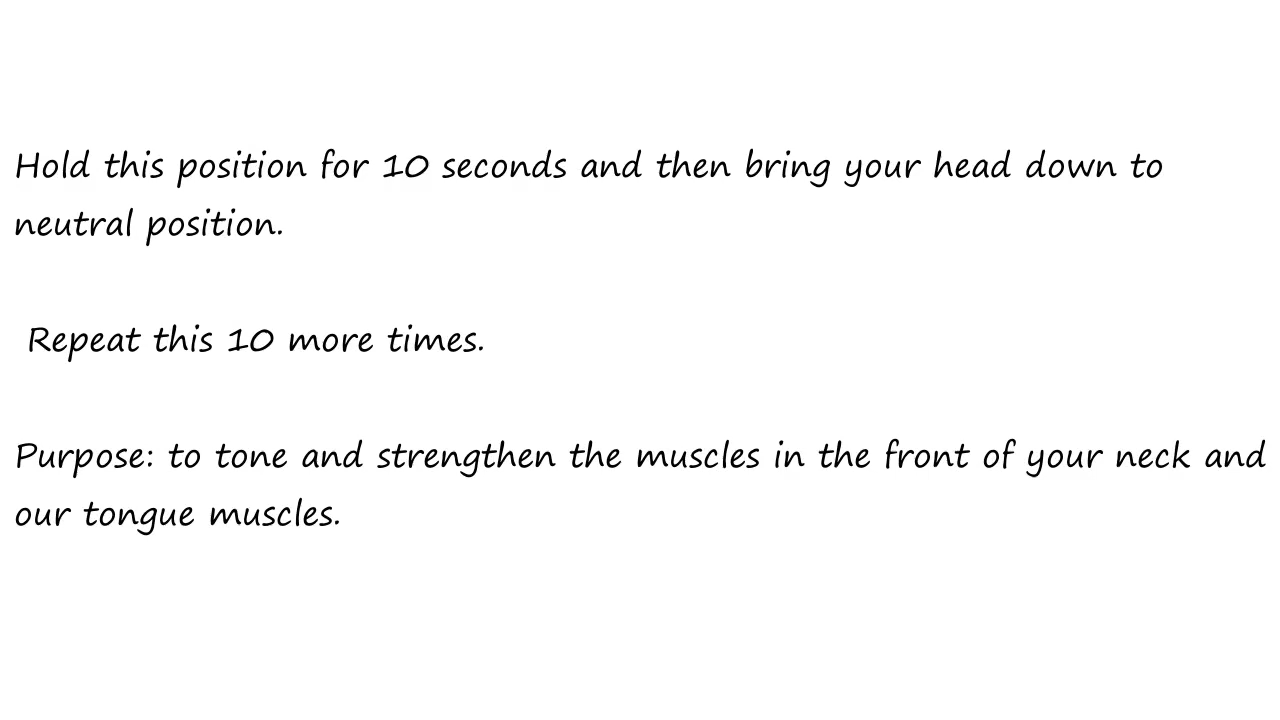 Hold this position for 10 seconds and then bring your head down to
neutral position.
Repeat this 10 more times.
Purpose: to tone and strengthen the muscles in the front of your neck and
our tongue muscles.